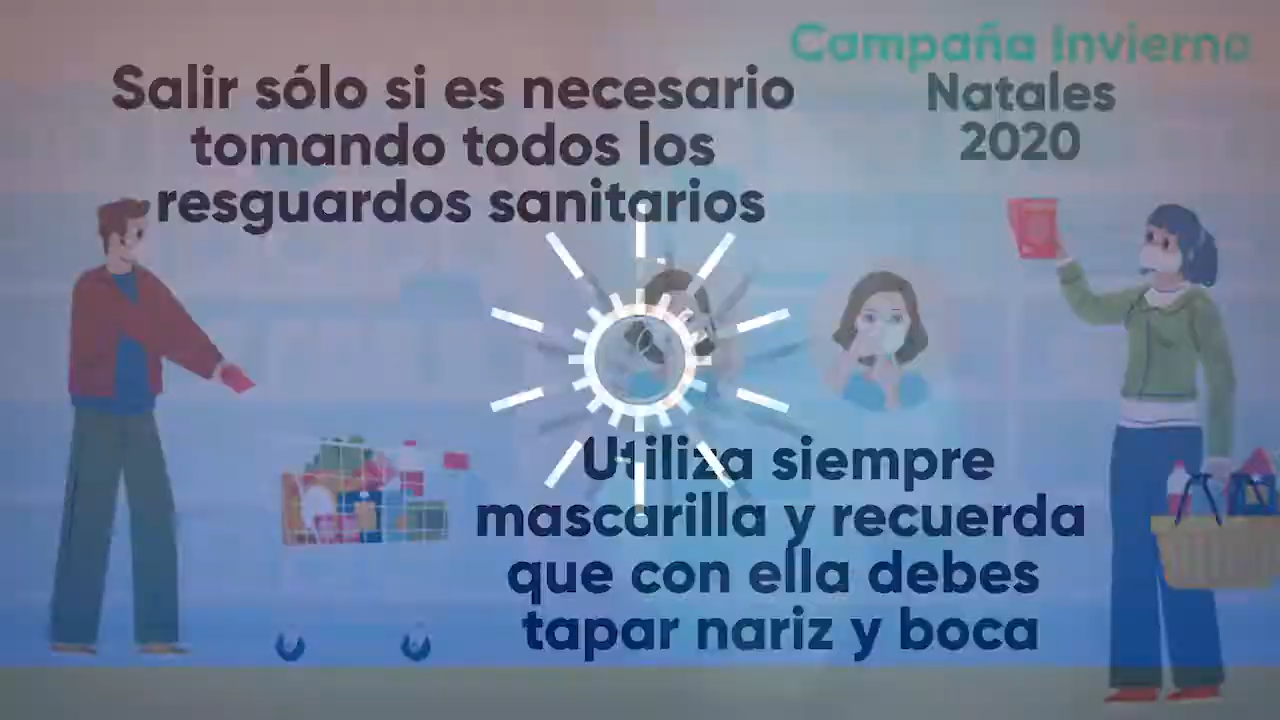 Campaña Invierno
Natales
2020
Salir sólo si es necesario
tomando todos los
resguardos sanitarios
Utiliza siempre
mascarilla y recuerda
que con ella debes
tapar nariz y boca